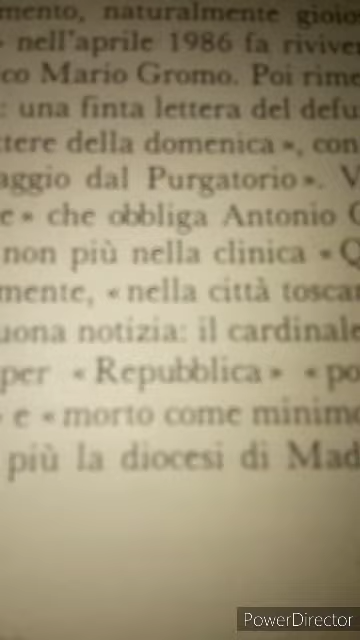 mento, naturalmente gioio
» nell'aprile 1986 fa river
co Mario Gromo. Poi rime
: una finta lettera del defu
ttere della domenica», con
aggio dal Purgatorio». V
e» che obbliga Antonio
non più nella clinica «Q
mente, «nella città toscan
uona notizia: il cardinale
per «Repubblica» «po
» e «morto come minimo
più la diocesi di Mad
PowerDirector